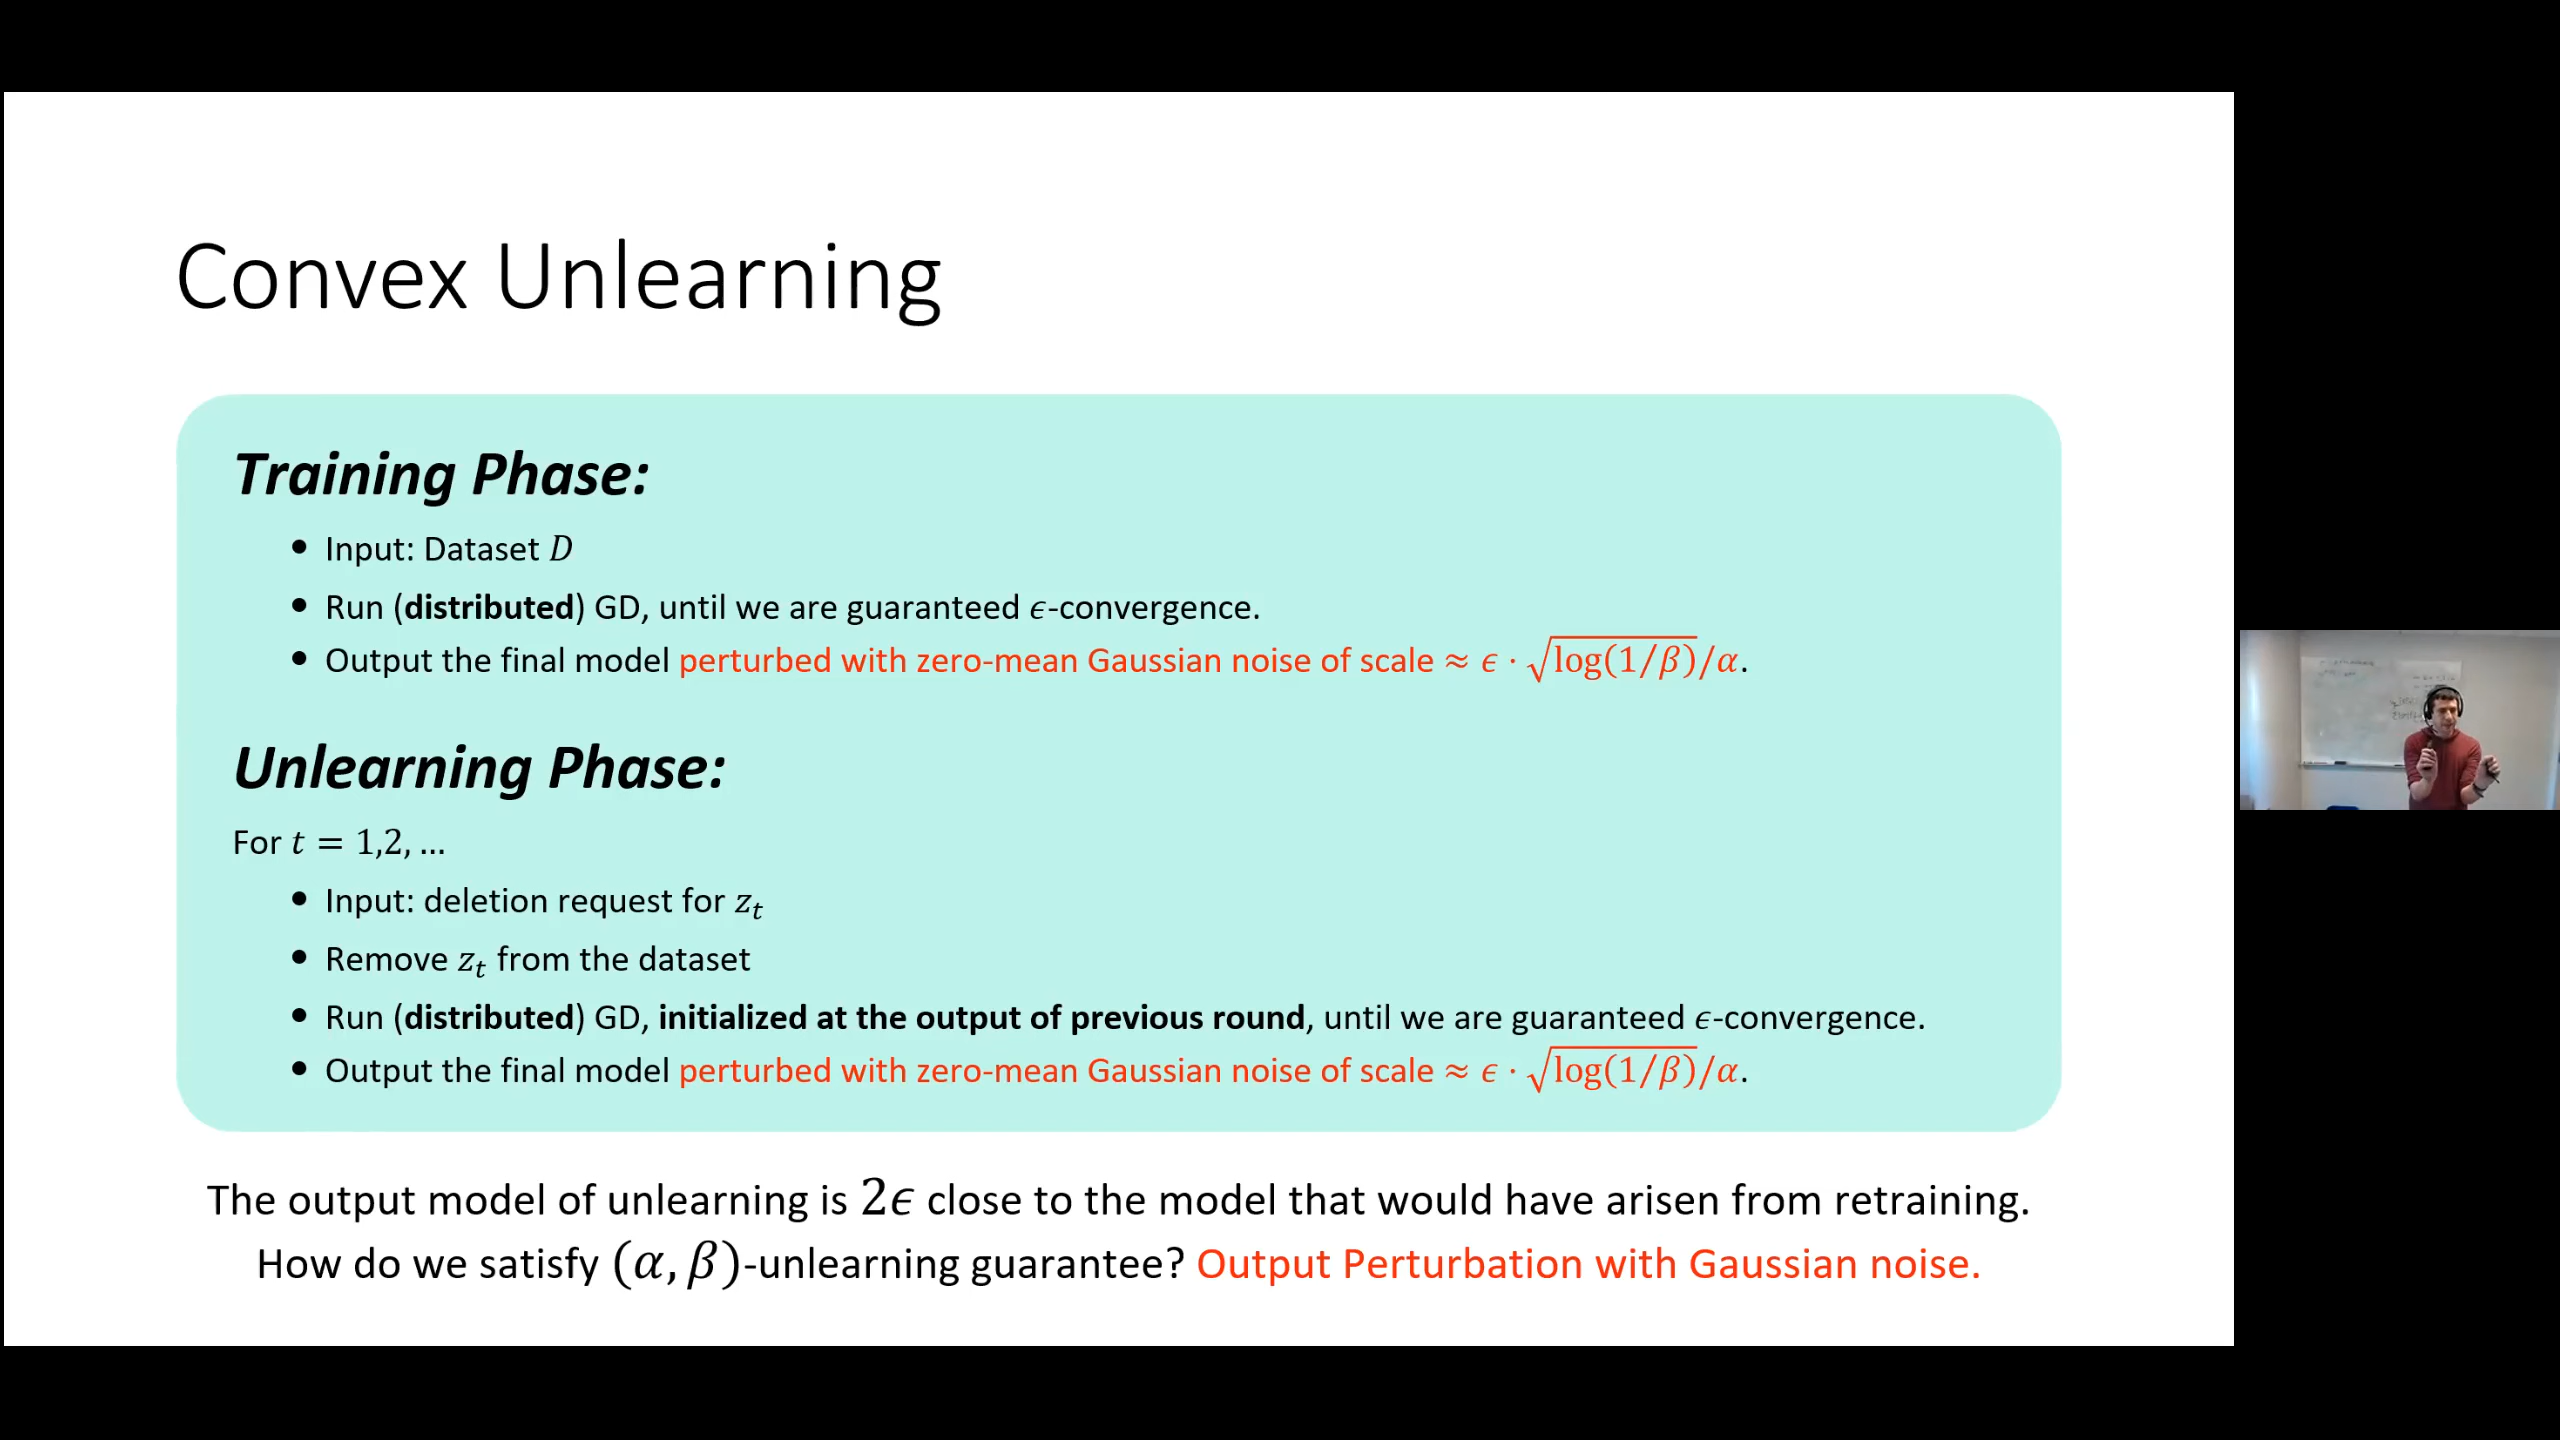 Convex Unlearning
Training Phase:
• Input: Dataset D
• Run (distributed) GD, until we are guaranteed ϵ-convergence.
• Output the final model perturbed with zero-mean Gaussian noise of scale ≈ ϵ · √log(1/β)/α.
Unlearning Phase:
For t = 1,2, ...
• Input: deletion request for z_t
• Remove z_t from the dataset
• Run (distributed) GD, initialized at the output of previous round, until we are guaranteed ϵ-convergence.
• Output the final model perturbed with zero-mean Gaussian noise of scale ≈ ϵ · √log(1/β)/α.
The output model of unlearning is 2ϵ close to the model that would have arisen from retraining.
How do we satisfy (α, β)-unlearning guarantee? Output Perturbation with Gaussian noise.